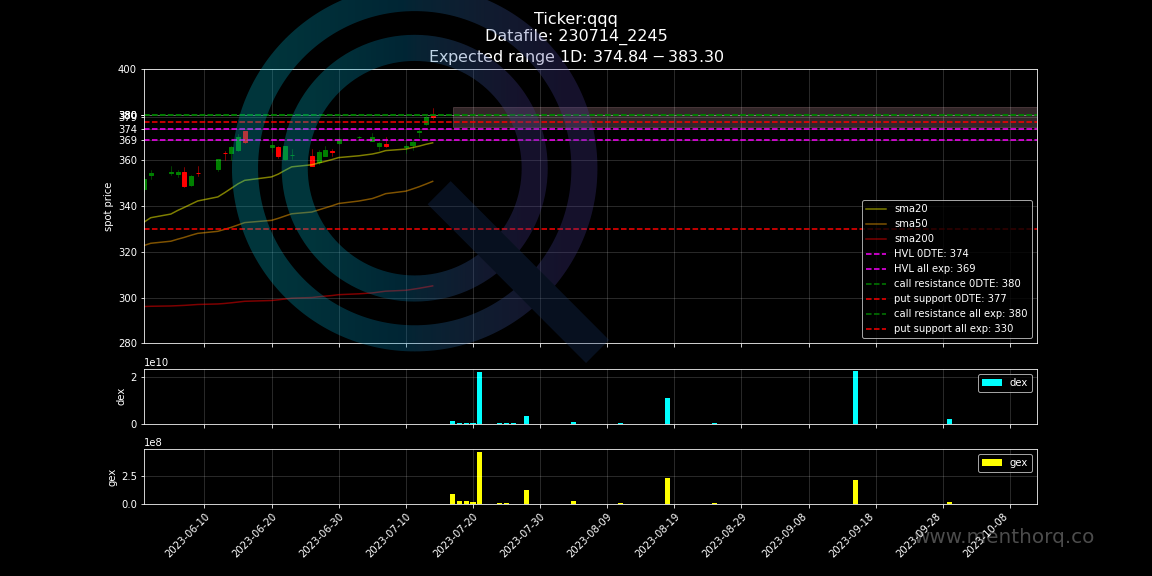 Ticker:qqq
Datafile: 230714_2245
Expected range 1D: 374.84 − 383.30
400
380
374
369
360
340
320
300
280
spot price
sma20
sma50
sma200
HVL 0DTE: 374
HVL all exp: 369
call resistance 0DTE: 380
put support 0DTE: 377
call resistance all exp: 380
put support all exp: 330
1e10
2
0
dex
dex
1e8
2.5
0.0
gex
gex
2023-06-10
2023-06-20
2023-06-30
2023-07-10
2023-07-20
2023-07-30
2023-08-09
2023-08-19
2023-08-29
2023-09-08
2023-09-18
2023-09-28
2023-10-08
www.menthorq.co